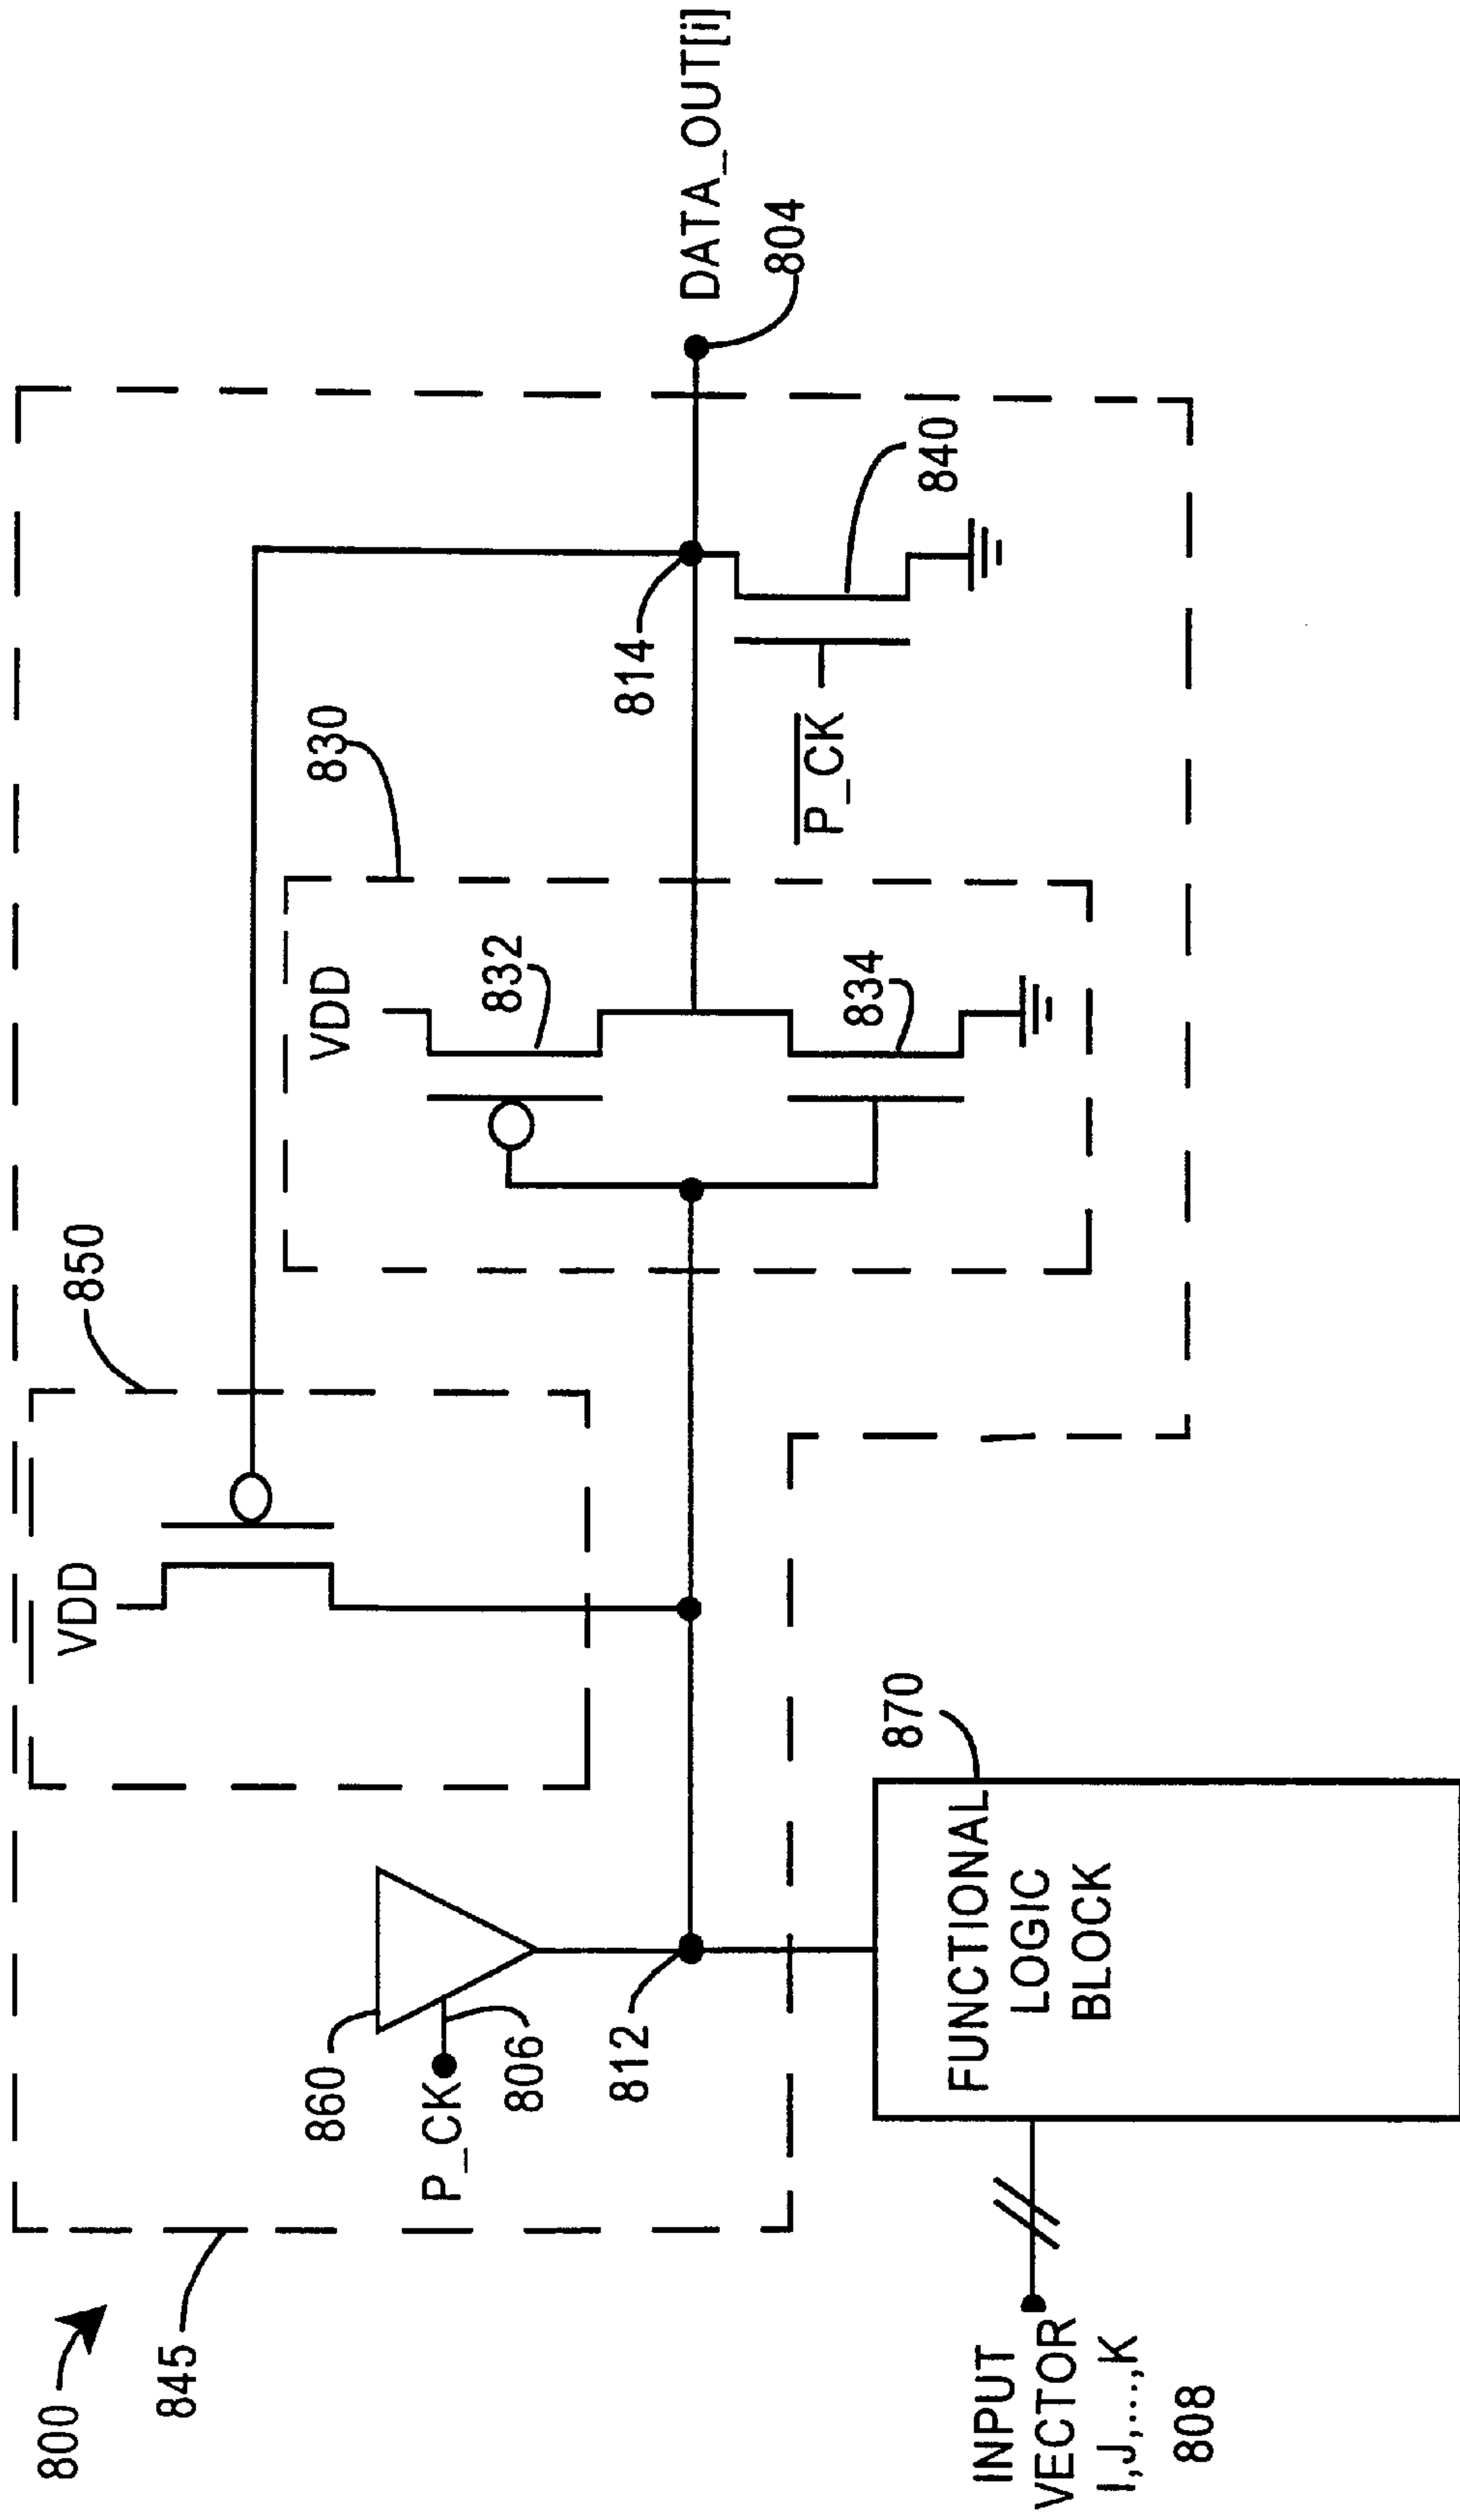 800
845
860
P_CK
806
812
VDD
850
VDD
830
832
834
814
P_CK
840
804
DATA_OUT[i]
870
FUNCTIONAL
LOGIC
BLOCK
INPUT
VECTOR
I,J,...,K
808